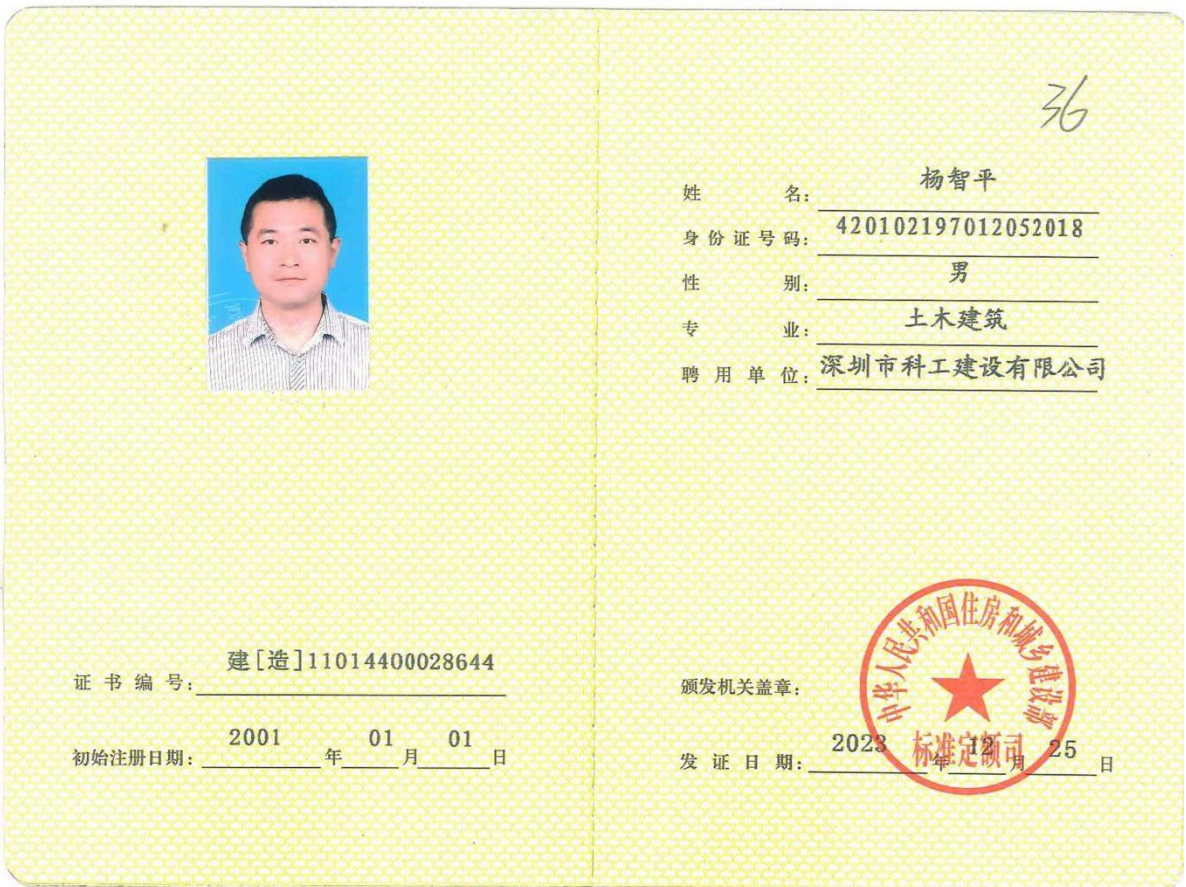 36
姓 名: 杨智平
身份证号码: 420102197012052018
性 别: 男
专 业: 土木建筑
聘用单位: 深圳市科工建设有限公司
证书编号: 建[造]11014400028644
初始注册日期: 2001 年 01 月 01 日
颁发机关盖章:
中华人民共和国住房和城乡建设部
标准定额司
发证日期: 2023 年 12 月 25 日